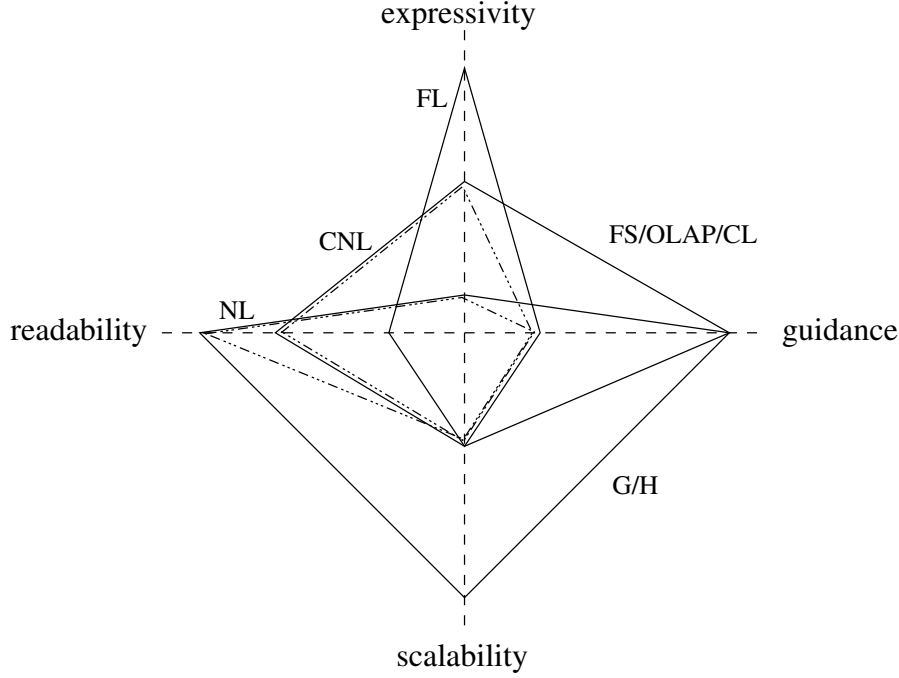 expressivity
FL
CNL
FS/OLAP/CL
NL
readability
guidance
G/H
scalability